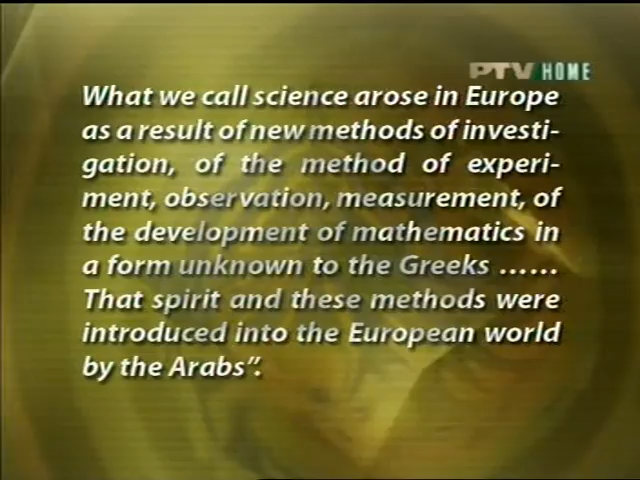 PTV HOME
What we call science arose in Europe
as a result of new methods of investi-
gation, of the method of experi-
ment, observation, measurement, of
the development of mathematics in
a form unknown to the Greeks ......
That spirit and these methods were
introduced into the European world
by the Arabs”.